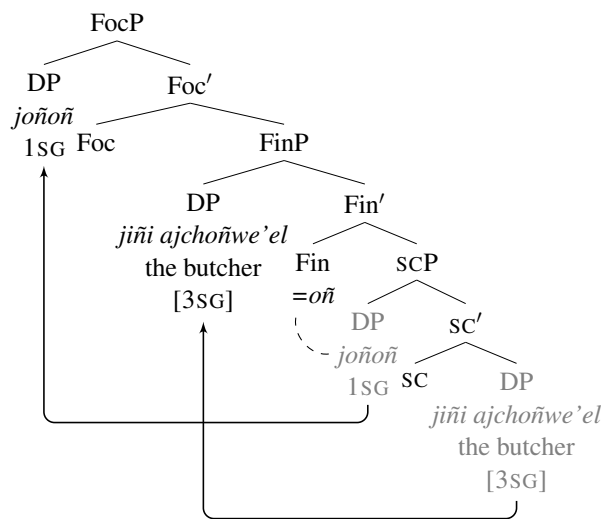 FocP
DP Foc′
joñoñ
1SG Foc FinP
DP Fin′
jiñi ajchoñwe'el
the butcher Fin SCP
[3SG] =oñ
DP SC′
joñoñ
1SG SC DP
jiñi ajchoñwe'el
the butcher
[3SG]